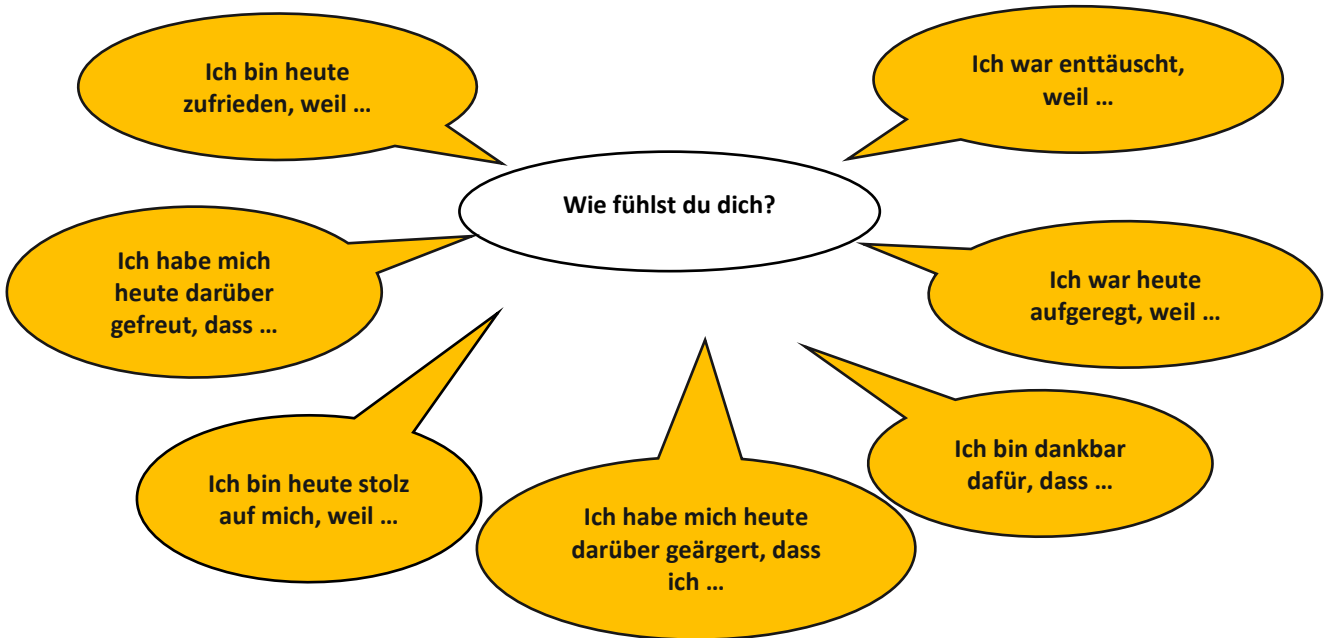 Ich bin heute
zufrieden, weil …
Ich war enttäuscht,
weil …
Wie fühlst du dich?
Ich habe mich
heute darüber
gefreut, dass …
Ich war heute
aufgeregt, weil …
Ich bin heute stolz
auf mich, weil …
Ich habe mich heute
darüber geärgert, dass
ich …
Ich bin dankbar
dafür, dass …